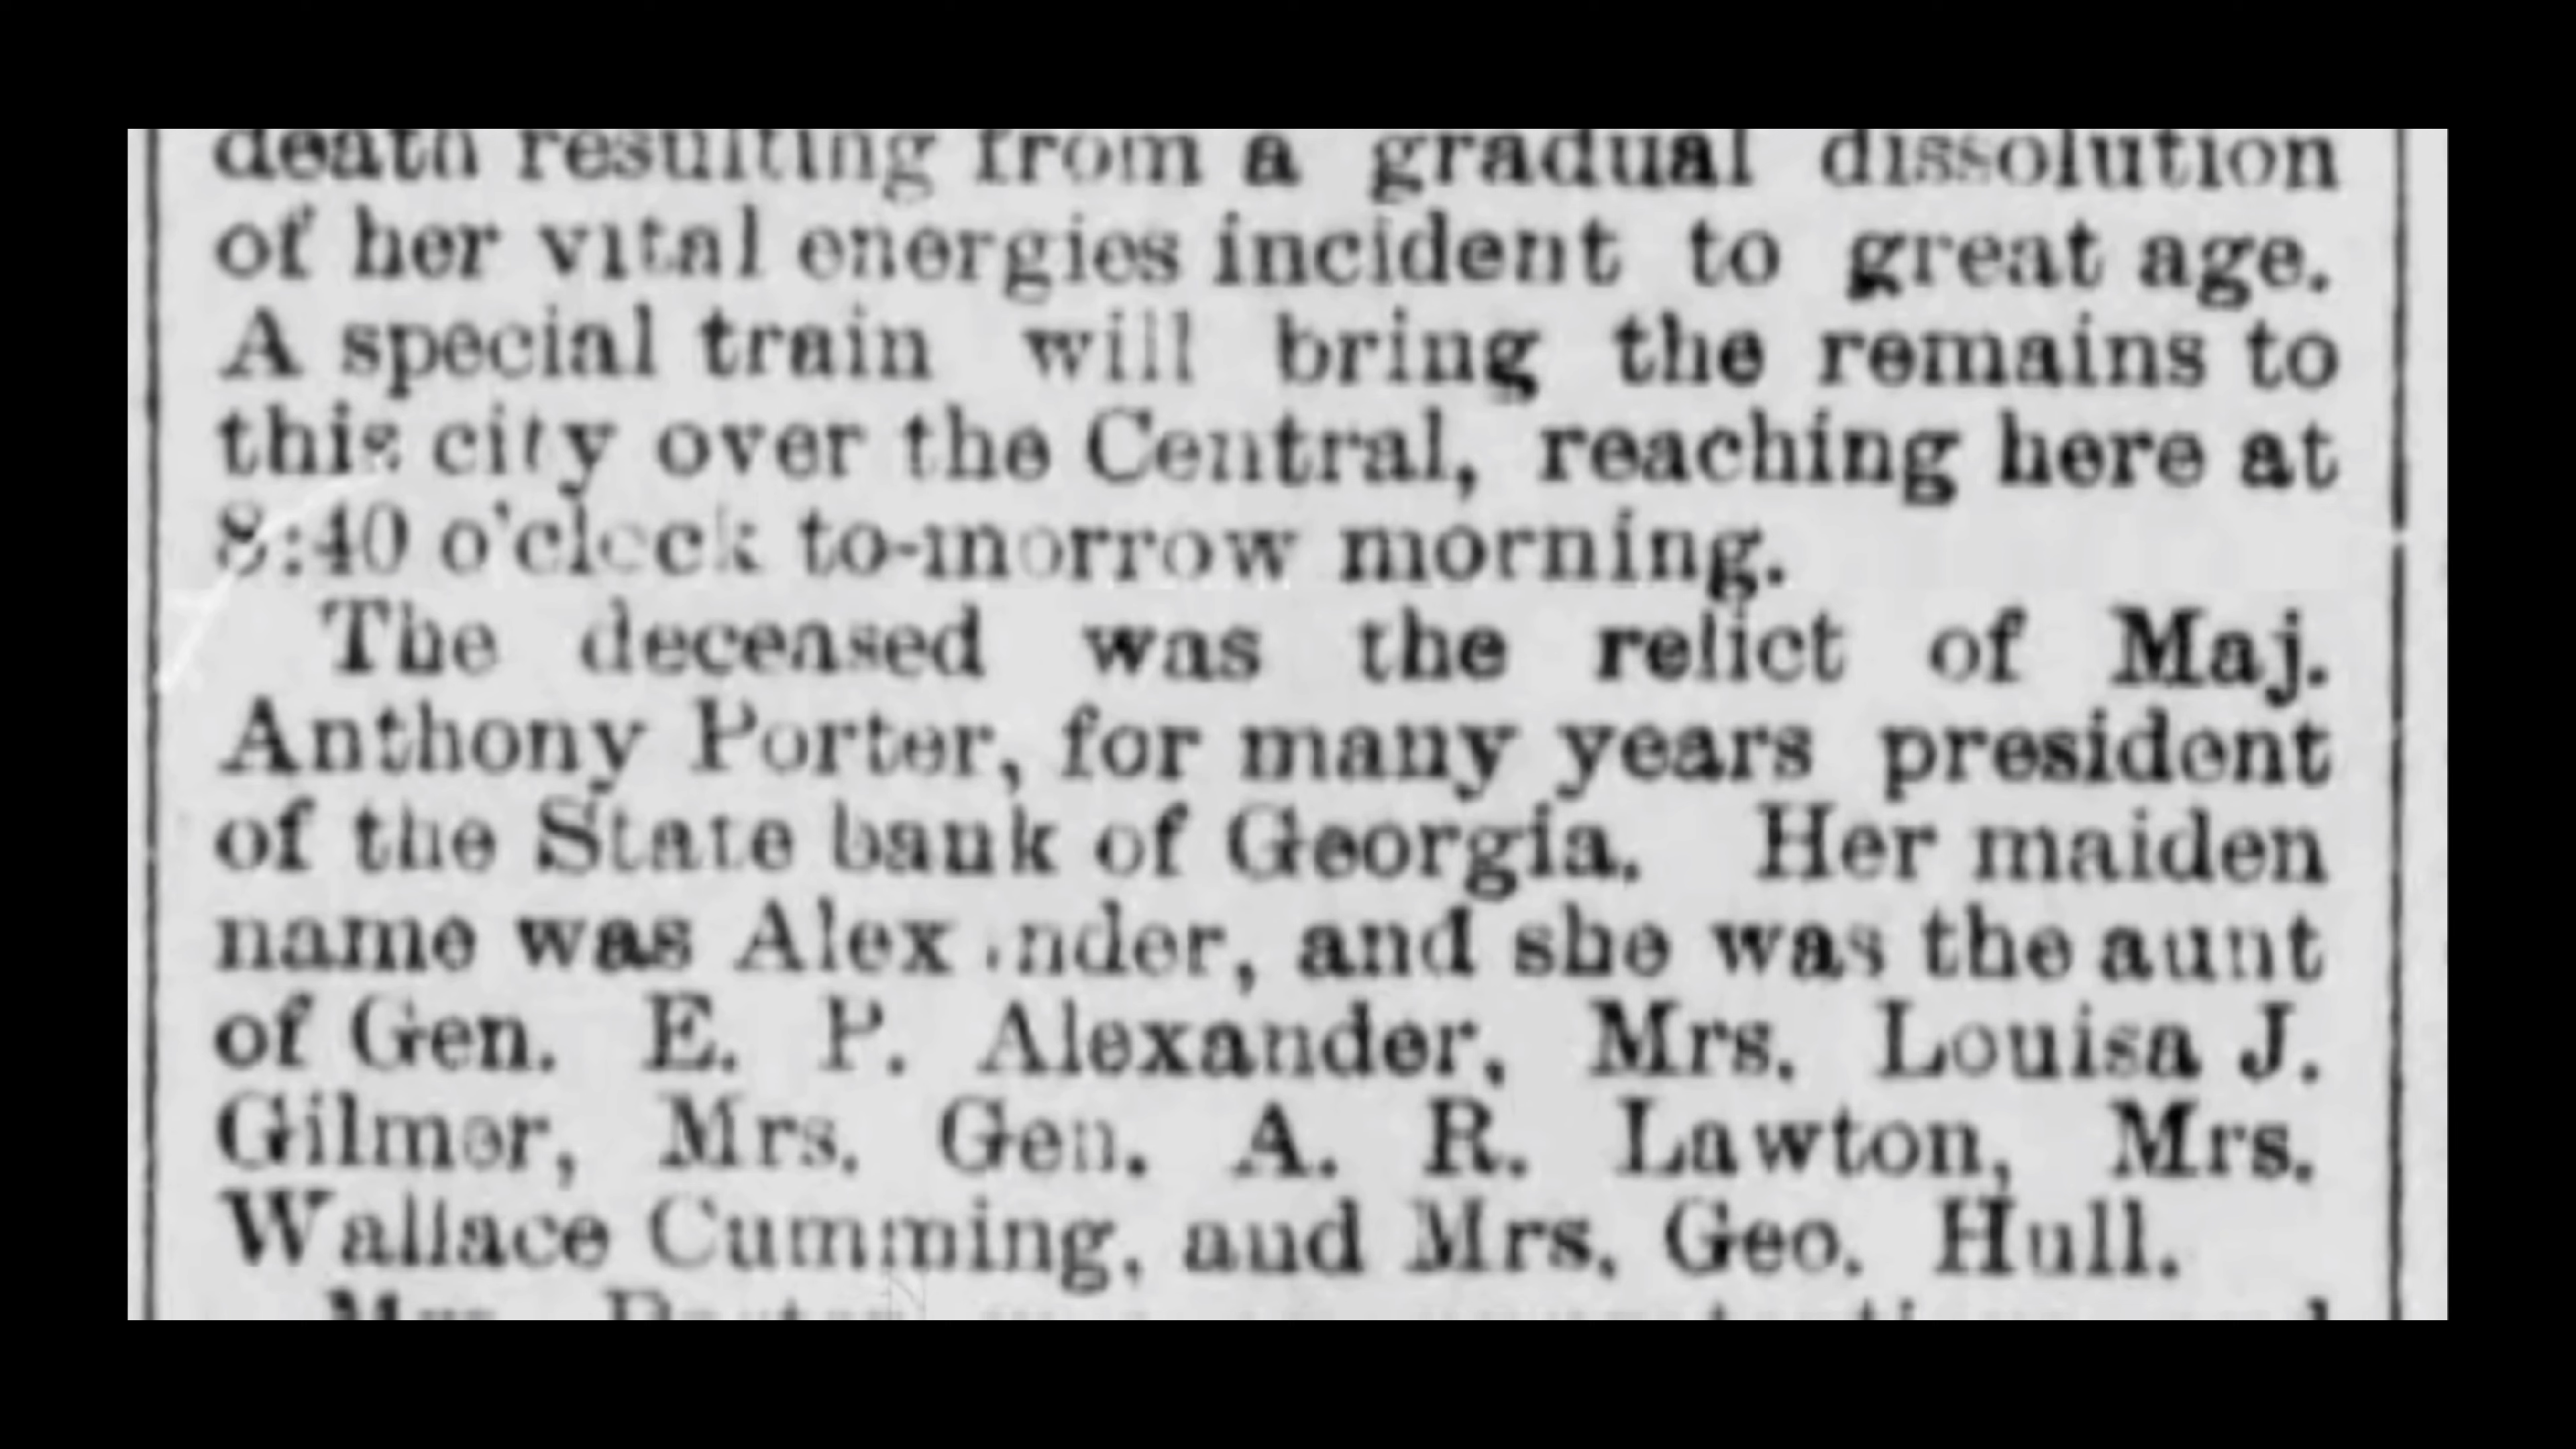 death resulting from a gradual dissolution
of her vital energies incident to great age.
A special train will bring the remains to
this city over the Central, reaching here at
8:40 o'clock to-morrow morning.
The deceased was the relict of Maj.
Anthony Porter, for many years president
of the State bank of Georgia. Her maiden
name was Alexander, and she was the aunt
of Gen. E. P. Alexander, Mrs. Louisa J.
Gilmer, Mrs. Gen. A. R. Lawton, Mrs.
Wallace Cumming, and Mrs. Geo. Hull.
Mrs. Porter